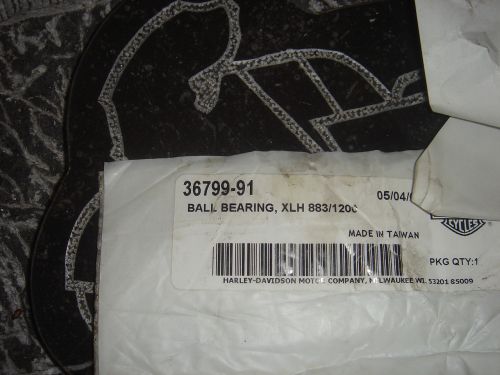 36799-91
05/04/
BALL BEARING, XLH 883/1200
MADE IN TAIWAN
CYCLES
PKG QTY:1
HARLEY-DAVIDSON MOTOR COMPANY, MILWAUKEE WI. 53201 85009